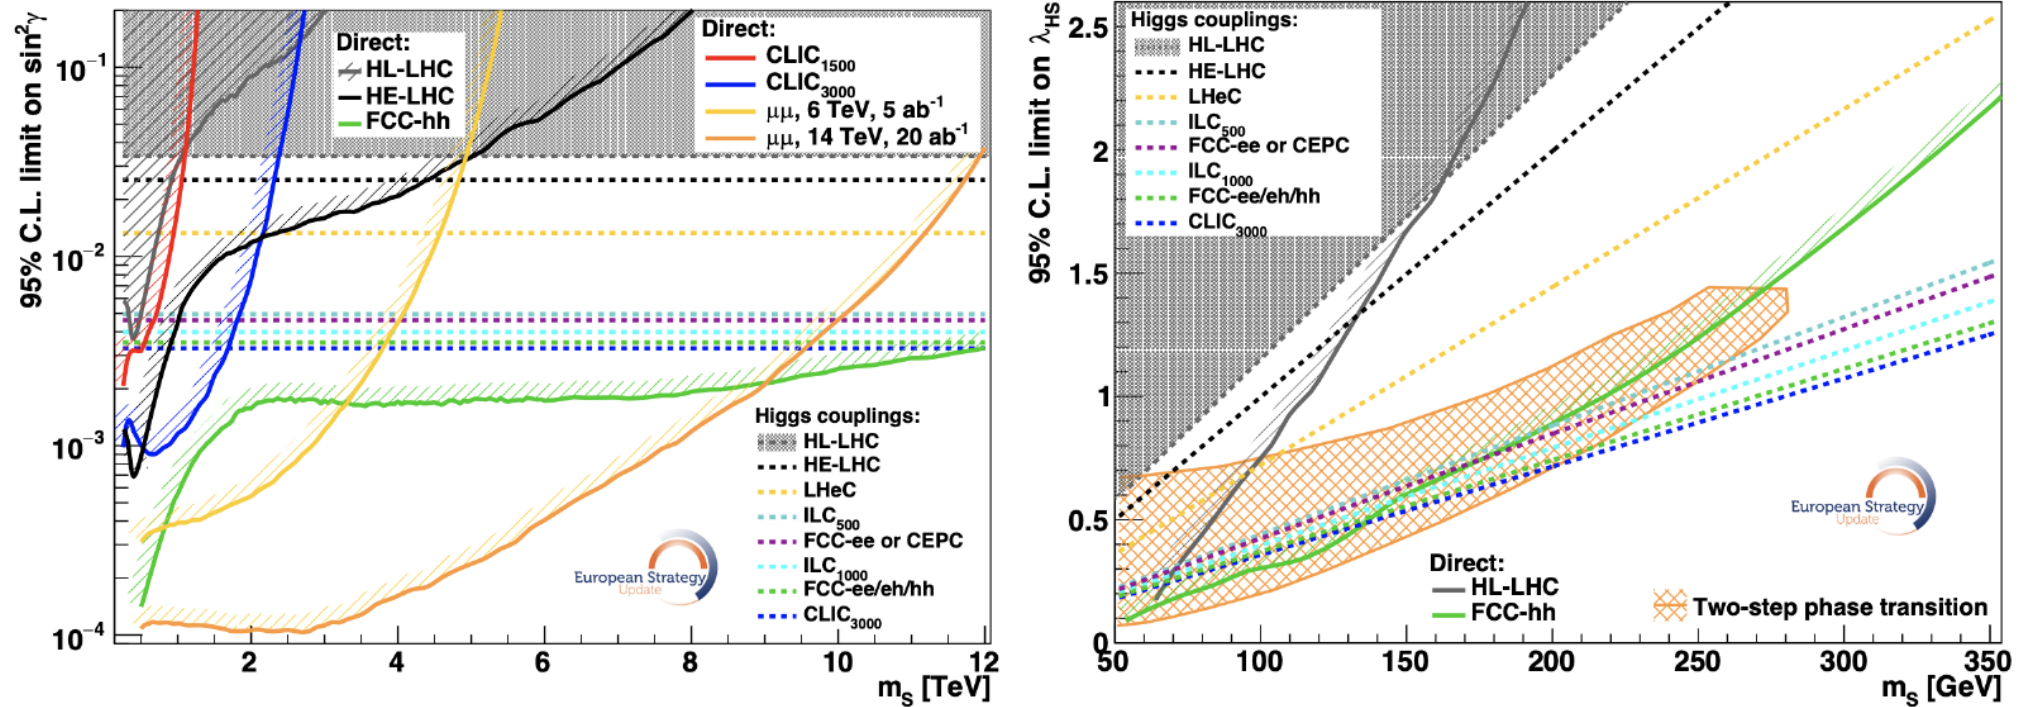 95% C.L. limit on sin²γ
10⁻¹
10⁻²
10⁻³
10⁻⁴
Direct:
HL-LHC
HE-LHC
FCC-hh
Direct:
CLIC₁₅₀₀
CLIC₃₀₀₀
μμ, 6 TeV, 5 ab⁻¹
μμ, 14 TeV, 20 ab⁻¹
Higgs couplings:
HL-LHC
HE-LHC
LHeC
ILC₅₀₀
FCC-ee or CEPC
ILC₁₀₀₀
FCC-ee/eh/hh
CLIC₃₀₀₀
European Strategy
Update
2 4 6 8 10 12
m_S [TeV]
95% C.L. limit on λ_HS
2.5
2
1.5
1
0.5
0
Higgs couplings:
HL-LHC
HE-LHC
LHeC
ILC₅₀₀
FCC-ee or CEPC
ILC₁₀₀₀
FCC-ee/eh/hh
CLIC₃₀₀₀
European Strategy
Update
Direct:
HL-LHC
FCC-hh
Two-step phase transition
50 100 150 200 250 300 350
m_S [GeV]